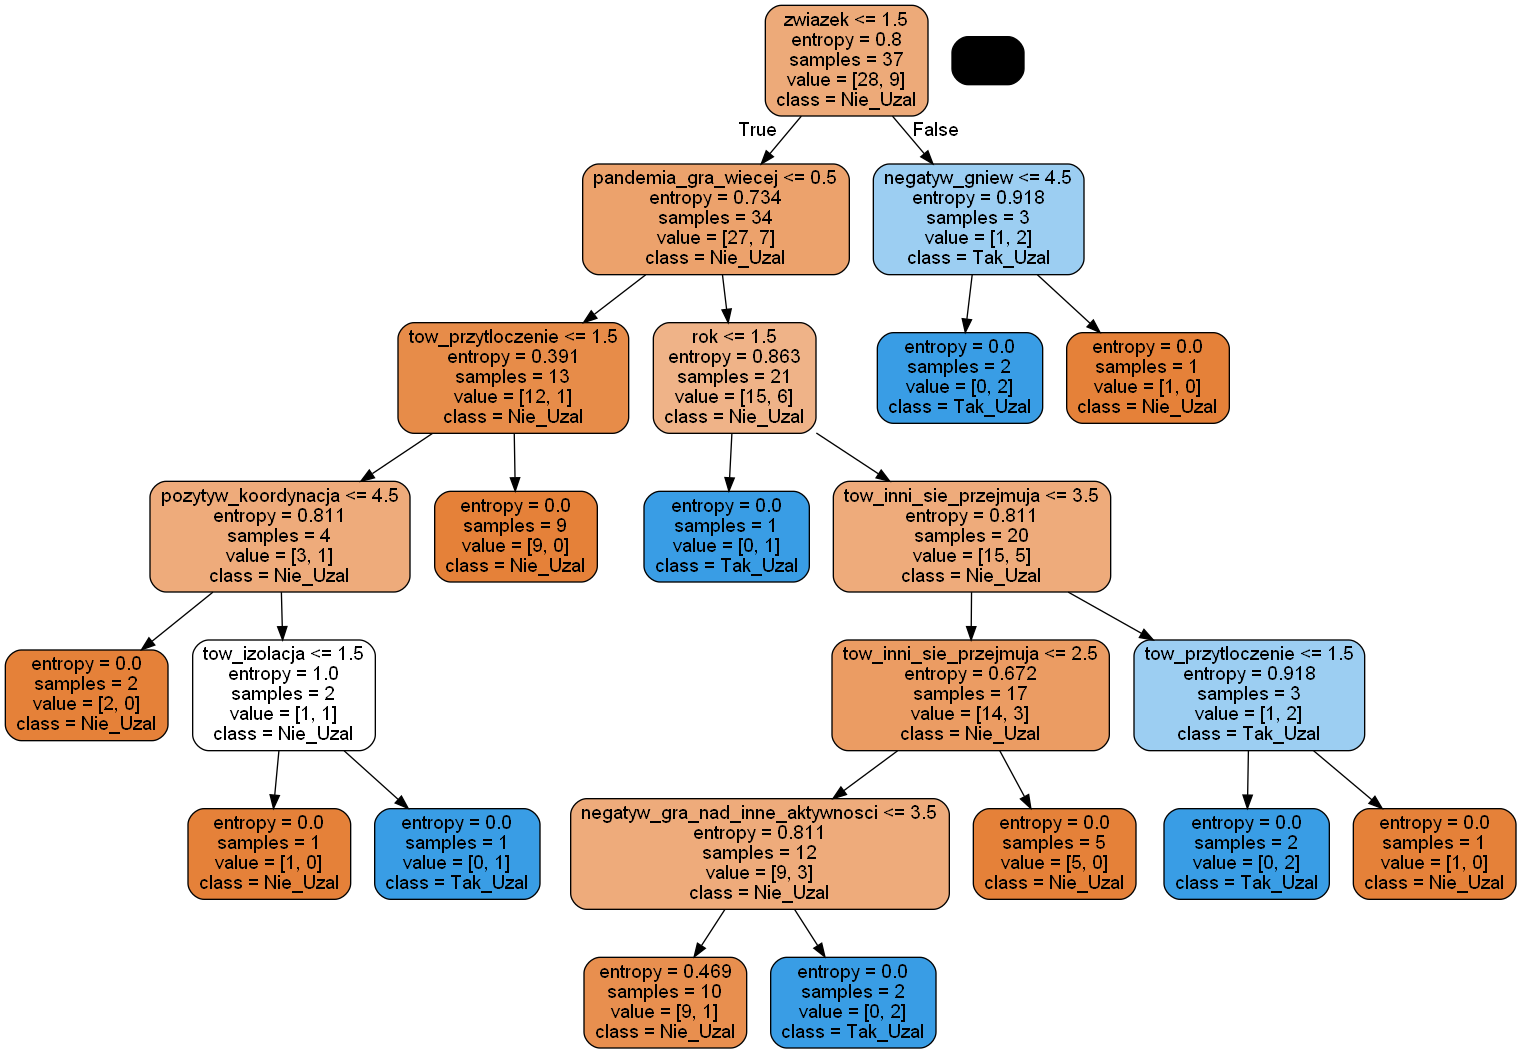 zwiazek <= 1.5
entropy = 0.8
samples = 37
value = [28, 9]
class = Nie_Uzal
True
False
pandemia_gra_wiecej <= 0.5
entropy = 0.734
samples = 34
value = [27, 7]
class = Nie_Uzal
negatyw_gniew <= 4.5
entropy = 0.918
samples = 3
value = [1, 2]
class = Tak_Uzal
tow_przytloczenie <= 1.5
entropy = 0.391
samples = 13
value = [12, 1]
class = Nie_Uzal
rok <= 1.5
entropy = 0.863
samples = 21
value = [15, 6]
class = Nie_Uzal
entropy = 0.0
samples = 2
value = [0, 2]
class = Tak_Uzal
entropy = 0.0
samples = 1
value = [1, 0]
class = Nie_Uzal
pozytyw_koordynacja <= 4.5
entropy = 0.811
samples = 4
value = [3, 1]
class = Nie_Uzal
entropy = 0.0
samples = 9
value = [9, 0]
class = Nie_Uzal
entropy = 0.0
samples = 1
value = [0, 1]
class = Tak_Uzal
tow_inni_sie_przejmuja <= 3.5
entropy = 0.811
samples = 20
value = [15, 5]
class = Nie_Uzal
entropy = 0.0
samples = 2
value = [2, 0]
class = Nie_Uzal
tow_izolacja <= 1.5
entropy = 1.0
samples = 2
value = [1, 1]
class = Nie_Uzal
tow_inni_sie_przejmuja <= 2.5
entropy = 0.672
samples = 17
value = [14, 3]
class = Nie_Uzal
tow_przytloczenie <= 1.5
entropy = 0.918
samples = 3
value = [1, 2]
class = Tak_Uzal
entropy = 0.0
samples = 1
value = [1, 0]
class = Nie_Uzal
entropy = 0.0
samples = 1
value = [0, 1]
class = Tak_Uzal
negatyw_gra_nad_inne_aktywnosci <= 3.5
entropy = 0.811
samples = 12
value = [9, 3]
class = Nie_Uzal
entropy = 0.0
samples = 5
value = [5, 0]
class = Nie_Uzal
entropy = 0.0
samples = 2
value = [0, 2]
class = Tak_Uzal
entropy = 0.0
samples = 1
value = [1, 0]
class = Nie_Uzal
entropy = 0.469
samples = 10
value = [9, 1]
class = Nie_Uzal
entropy = 0.0
samples = 2
value = [0, 2]
class = Tak_Uzal